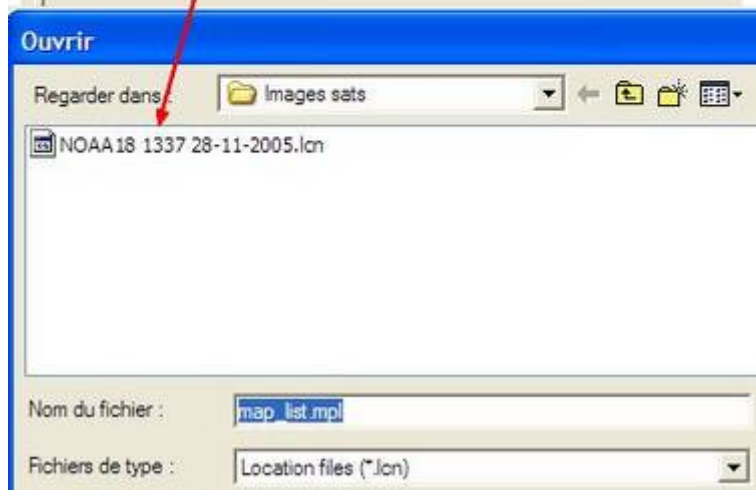 Ouvrir
Regarder dans : Images sats
NOAA18 1337 28-11-2005.lcn
Nom du fichier : map_list.mpl
Fichiers de type : Location files (*.lcn)